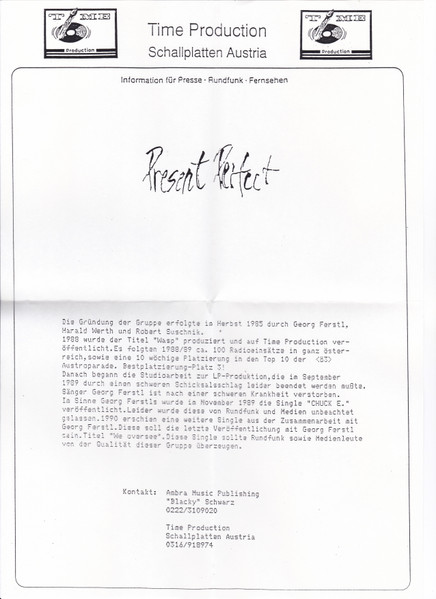 TIME
Production
Time Production
Schallplatten Austria
TIME
Production
Information für Presse - Rundfunk - Fernsehen
Present Perfect
Die Gründung der Gruppe erfolgte im Herbst 1985 durch Georg Ferstl,
Harald Werth und Robert Suschnik.
1988 wurde der Titel "Wasp" produziert und auf Time Production ver-
öffentlicht.Es folgten 1988/89 ca. 100 Radioeinsätze in ganz öster-
reich,sowie eine 10 wöchige Platzierung in den Top 10 der <Ö3>
Austroparade. Bestplatzierung-Platz 3!
Danach begann die Studioarbeit zur LP-Produktion,die im September
1989 durch einen schweren Schicksalsschlag leider beendet werden mußte.
Sänger Georg Ferstl ist nach einer schweren Krankheit verstorben.
Im Sinne Georg Ferstls wurde im November 1989 die Single "CHUCK E."
veröffentlicht.Leider wurde diese von Rundfunk und Medien unbeachtet
gelassen.1990 erschien eine weitere Single aus der Zusammenarbeit mit
Georg Ferstl.Diese soll die letzte Veröffentlichung mit Georg Ferstl
sein.Titel "We oversee".Diese Single sollte Rundfunk sowie Medienleute
von der Qualität dieser Gruppe überzeugen.
Kontakt: Ambra Music Publishing
"Blacky" Schwarz
0222/3109020
Time Production
Schallplatten Austria
0316/918974